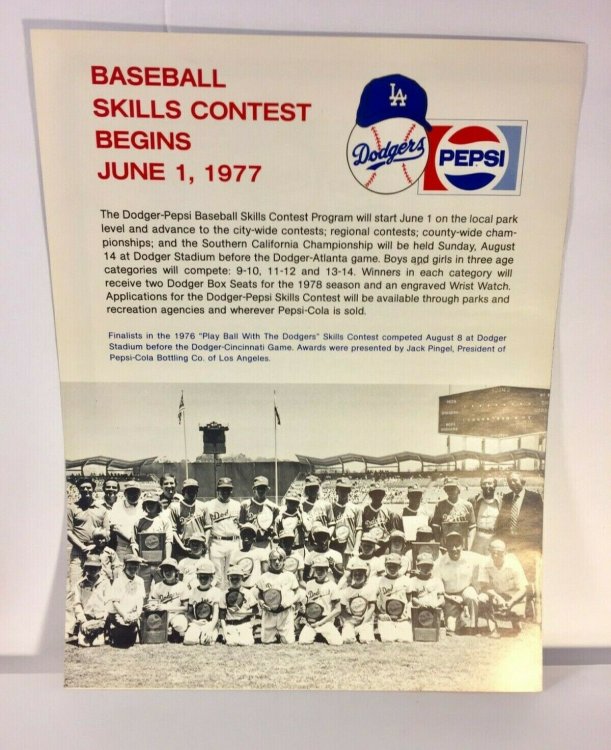 BASEBALL
SKILLS CONTEST
BEGINS
JUNE 1, 1977
LA
Dodgers
PEPSI
The Dodger-Pepsi Baseball Skills Contest Program will start June 1 on the local park
level and advance to the city-wide contests; regional contests; county-wide cham-
pionships; and the Southern California Championship will be held Sunday, August
14 at Dodger Stadium before the Dodger-Atlanta game. Boys and girls in three age
categories will compete: 9-10, 11-12 and 13-14. Winners in each category will
receive two Dodger Box Seats for the 1978 season and an engraved Wrist Watch.
Applications for the Dodger-Pepsi Skills Contest will be available through parks and
recreation agencies and wherever Pepsi-Cola is sold.
Finalists in the 1976 "Play Ball With The Dodgers" Skills Contest competed August 8 at Dodger
Stadium before the Dodger-Cincinnati Game. Awards were presented by Jack Pingel, President of
Pepsi-Cola Bottling Co. of Los Angeles.